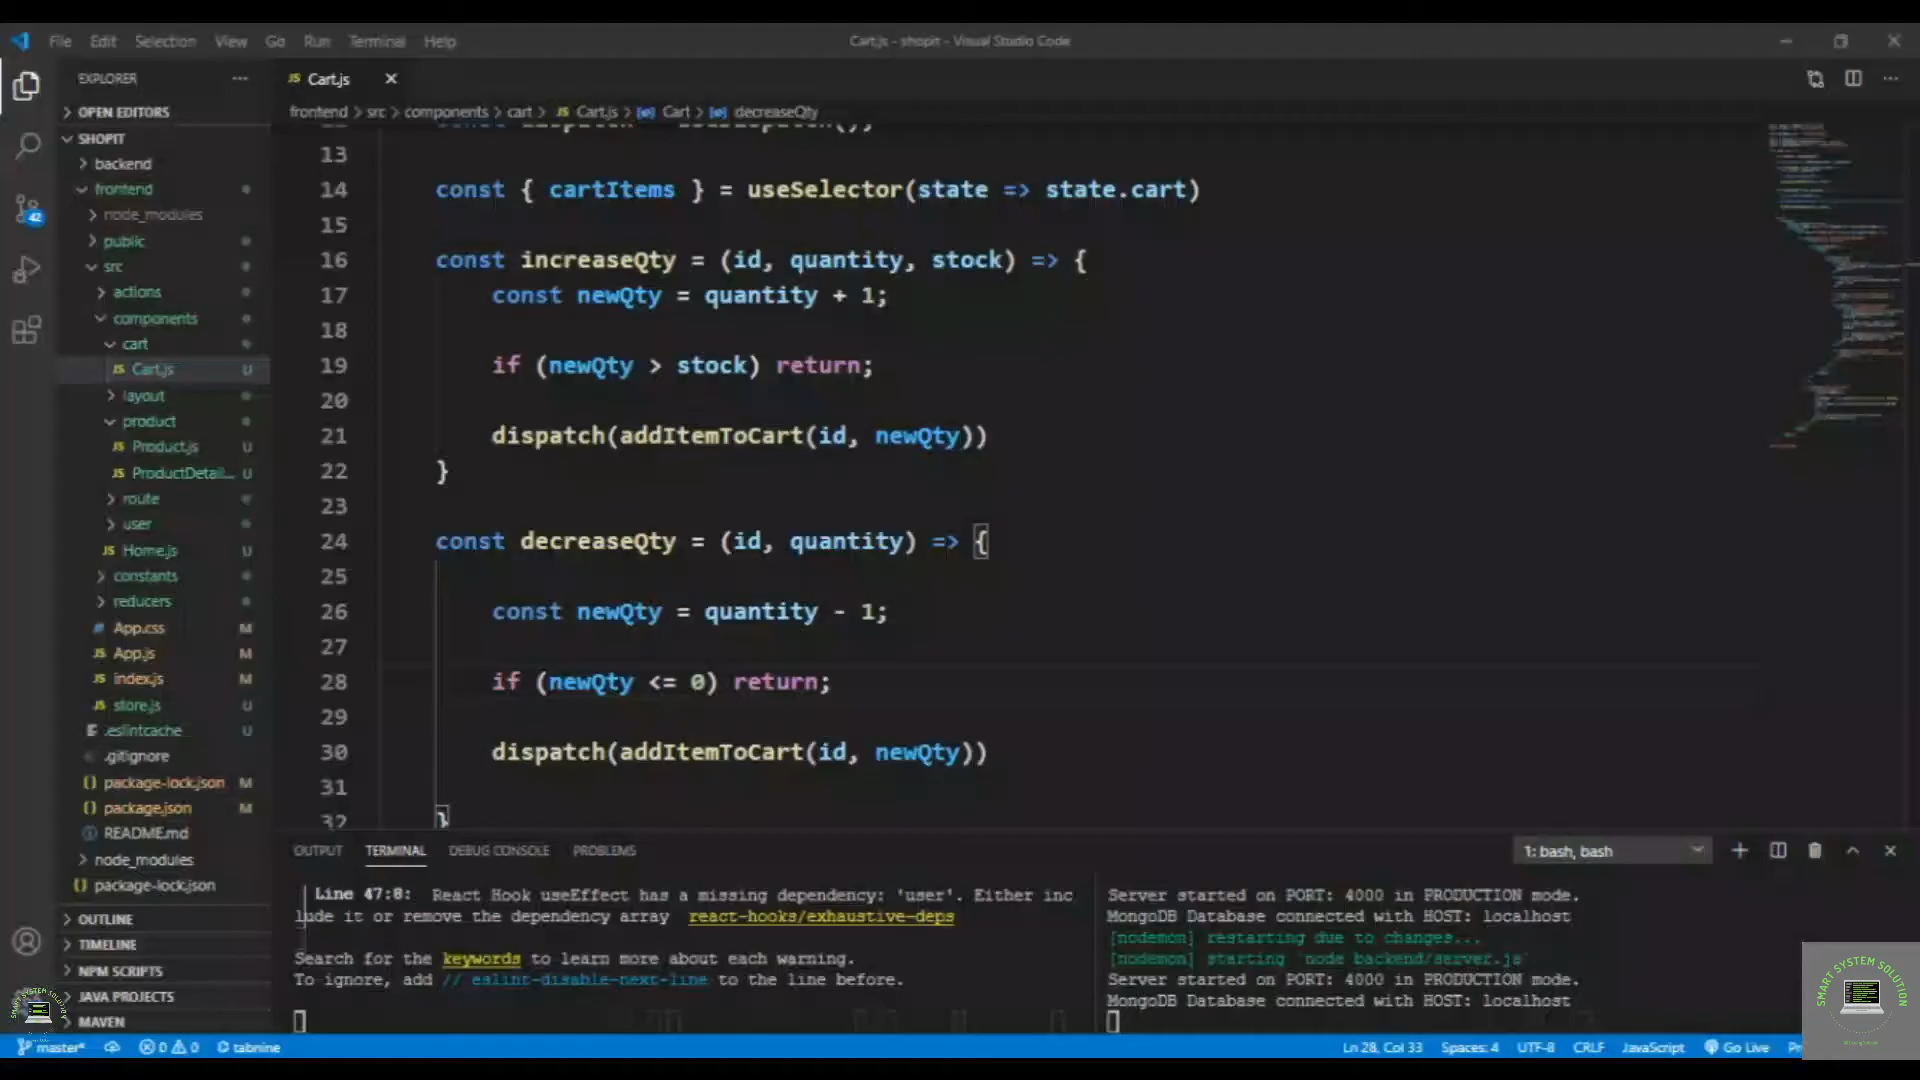 File Edit Selection View Go Run Terminal Help
Cart.js - shopit - Visual Studio Code
EXPLORER
OPEN EDITORS
SHOPIT
backend
frontend
node_modules
public
src
actions
components
cart
Cart.js U
layout
product
Product.js U
ProductDetail... U
route
user
Home.js U
constants
reducers
App.css M
App.js M
index.js M
store.js U
.eslintcache U
.gitignore
package-lock.json M
package.json M
README.md
node_modules
package-lock.json
OUTLINE
TIMELINE
NPM SCRIPTS
JAVA PROJECTS
MAVEN
42
JS Cart.js
frontend > src > components > cart > JS Cart.js > Cart > decreaseQty
13
14 const { cartItems } = useSelector(state => state.cart)
15
16 const increaseQty = (id, quantity, stock) => {
17 const newQty = quantity + 1;
18
19 if (newQty > stock) return;
20
21 dispatch(addItemToCart(id, newQty))
22 }
23
24 const decreaseQty = (id, quantity) => {
25
26 const newQty = quantity - 1;
27
28 if (newQty <= 0) return;
29
30 dispatch(addItemToCart(id, newQty))
31
32 }
OUTPUT TERMINAL DEBUG CONSOLE PROBLEMS
1: bash, bash
Line 47:8: React Hook useEffect has a missing dependency: 'user'. Either inc
lude it or remove the dependency array react-hooks/exhaustive-deps
Search for the keywords to learn more about each warning.
To ignore, add // eslint-disable-next-line to the line before.
Server started on PORT: 4000 in PRODUCTION mode.
MongoDB Database connected with HOST: localhost
[nodemon] restarting due to changes...
[nodemon] starting `node backend/server.js`
Server started on PORT: 4000 in PRODUCTION mode.
MongoDB Database connected with HOST: localhost
SMART SYSTEM SOLUTION
master* 0 0 tabnine
Ln 28, Col 33 Spaces: 4 UTF-8 CRLF JavaScript Go Live